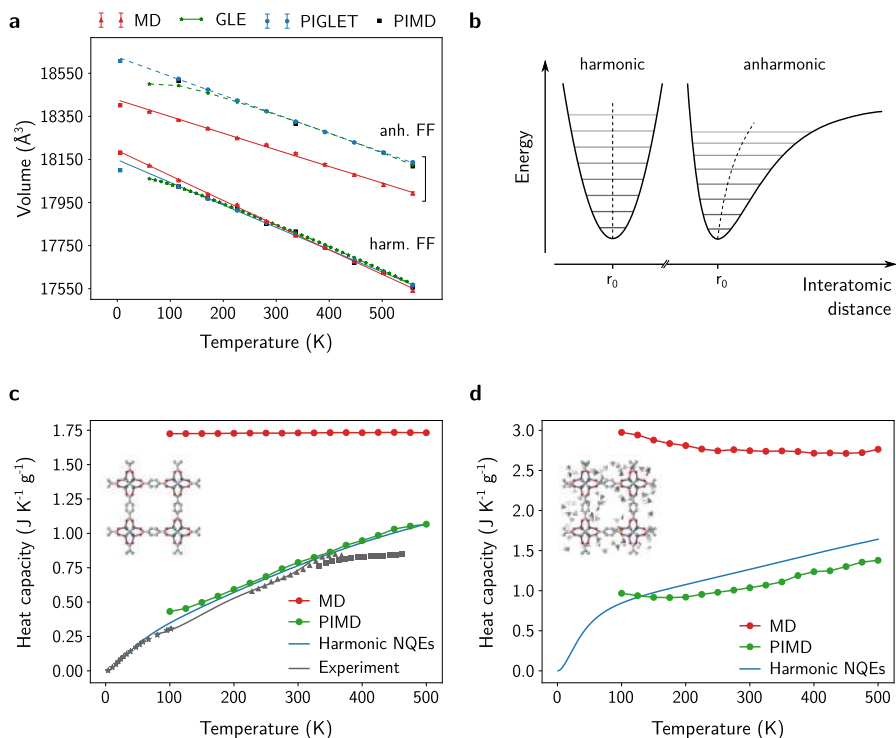 a
MD GLE PIGLET PIMD
18550
18350
18150
17950
17750
17550
Volume (Å³)
anh. FF
harm. FF
0 100 200 300 400 500
Temperature (K)
b
harmonic anharmonic
Energy
r₀ r₀
Interatomic
distance
c
1.75
1.50
1.25
1.00
0.75
0.50
0.25
0.00
Heat capacity (J K⁻¹ g⁻¹)
MD
PIMD
Harmonic NQEs
Experiment
0 100 200 300 400 500
Temperature (K)
d
3.0
2.5
2.0
1.5
1.0
0.5
0.0
Heat capacity (J K⁻¹ g⁻¹)
MD
PIMD
Harmonic NQEs
0 100 200 300 400 500
Temperature (K)